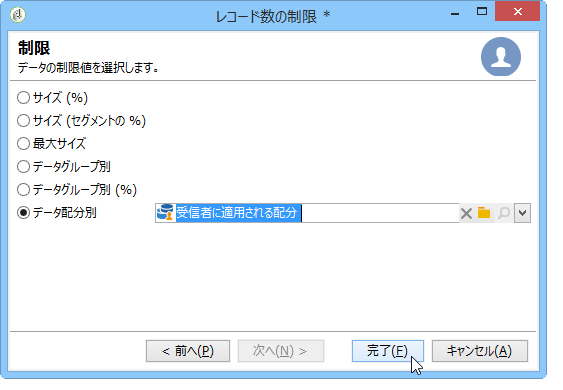 レコード数の制限 *
制限
データの制限値を選択します。
サイズ (%)
サイズ (セグメントの %)
最大サイズ
データグループ別
データグループ別 (%)
データ配分別
受信者に適用される配分
< 前へ(P)
次へ(N) >
完了(F)
キャンセル(A)